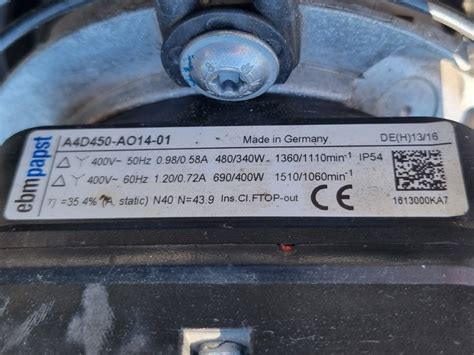 ebmpapst
A4D450-AO14-01 Made in Germany DE(H)13/16
△ Y 400V~ 50Hz 0.98/0.58A 480/340W 1360/1110min⁻¹ IP54
△ Y 400V~ 60Hz 1.20/0.72A 690/400W 1510/1060min⁻¹
η =35.4% (A, static) N40 N=43.9 Ins.Cl.F TOP-out CE 1613000KA7